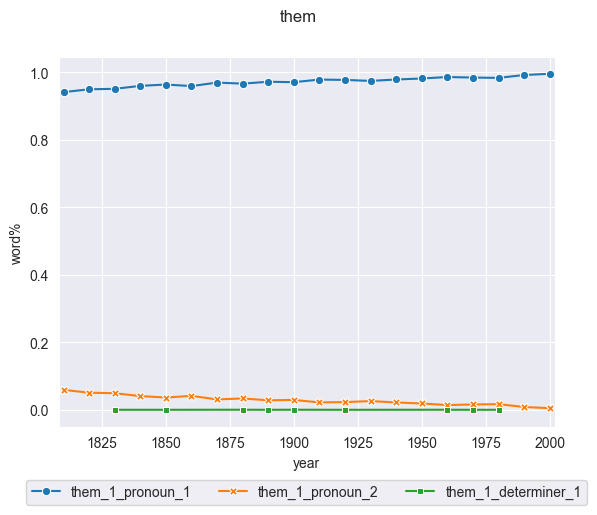 them
1.0
0.8
0.6
0.4
0.2
0.0
word%
1825 1850 1875 1900 1925 1950 1975 2000
year
them_1_pronoun_1 them_1_pronoun_2 them_1_determiner_1